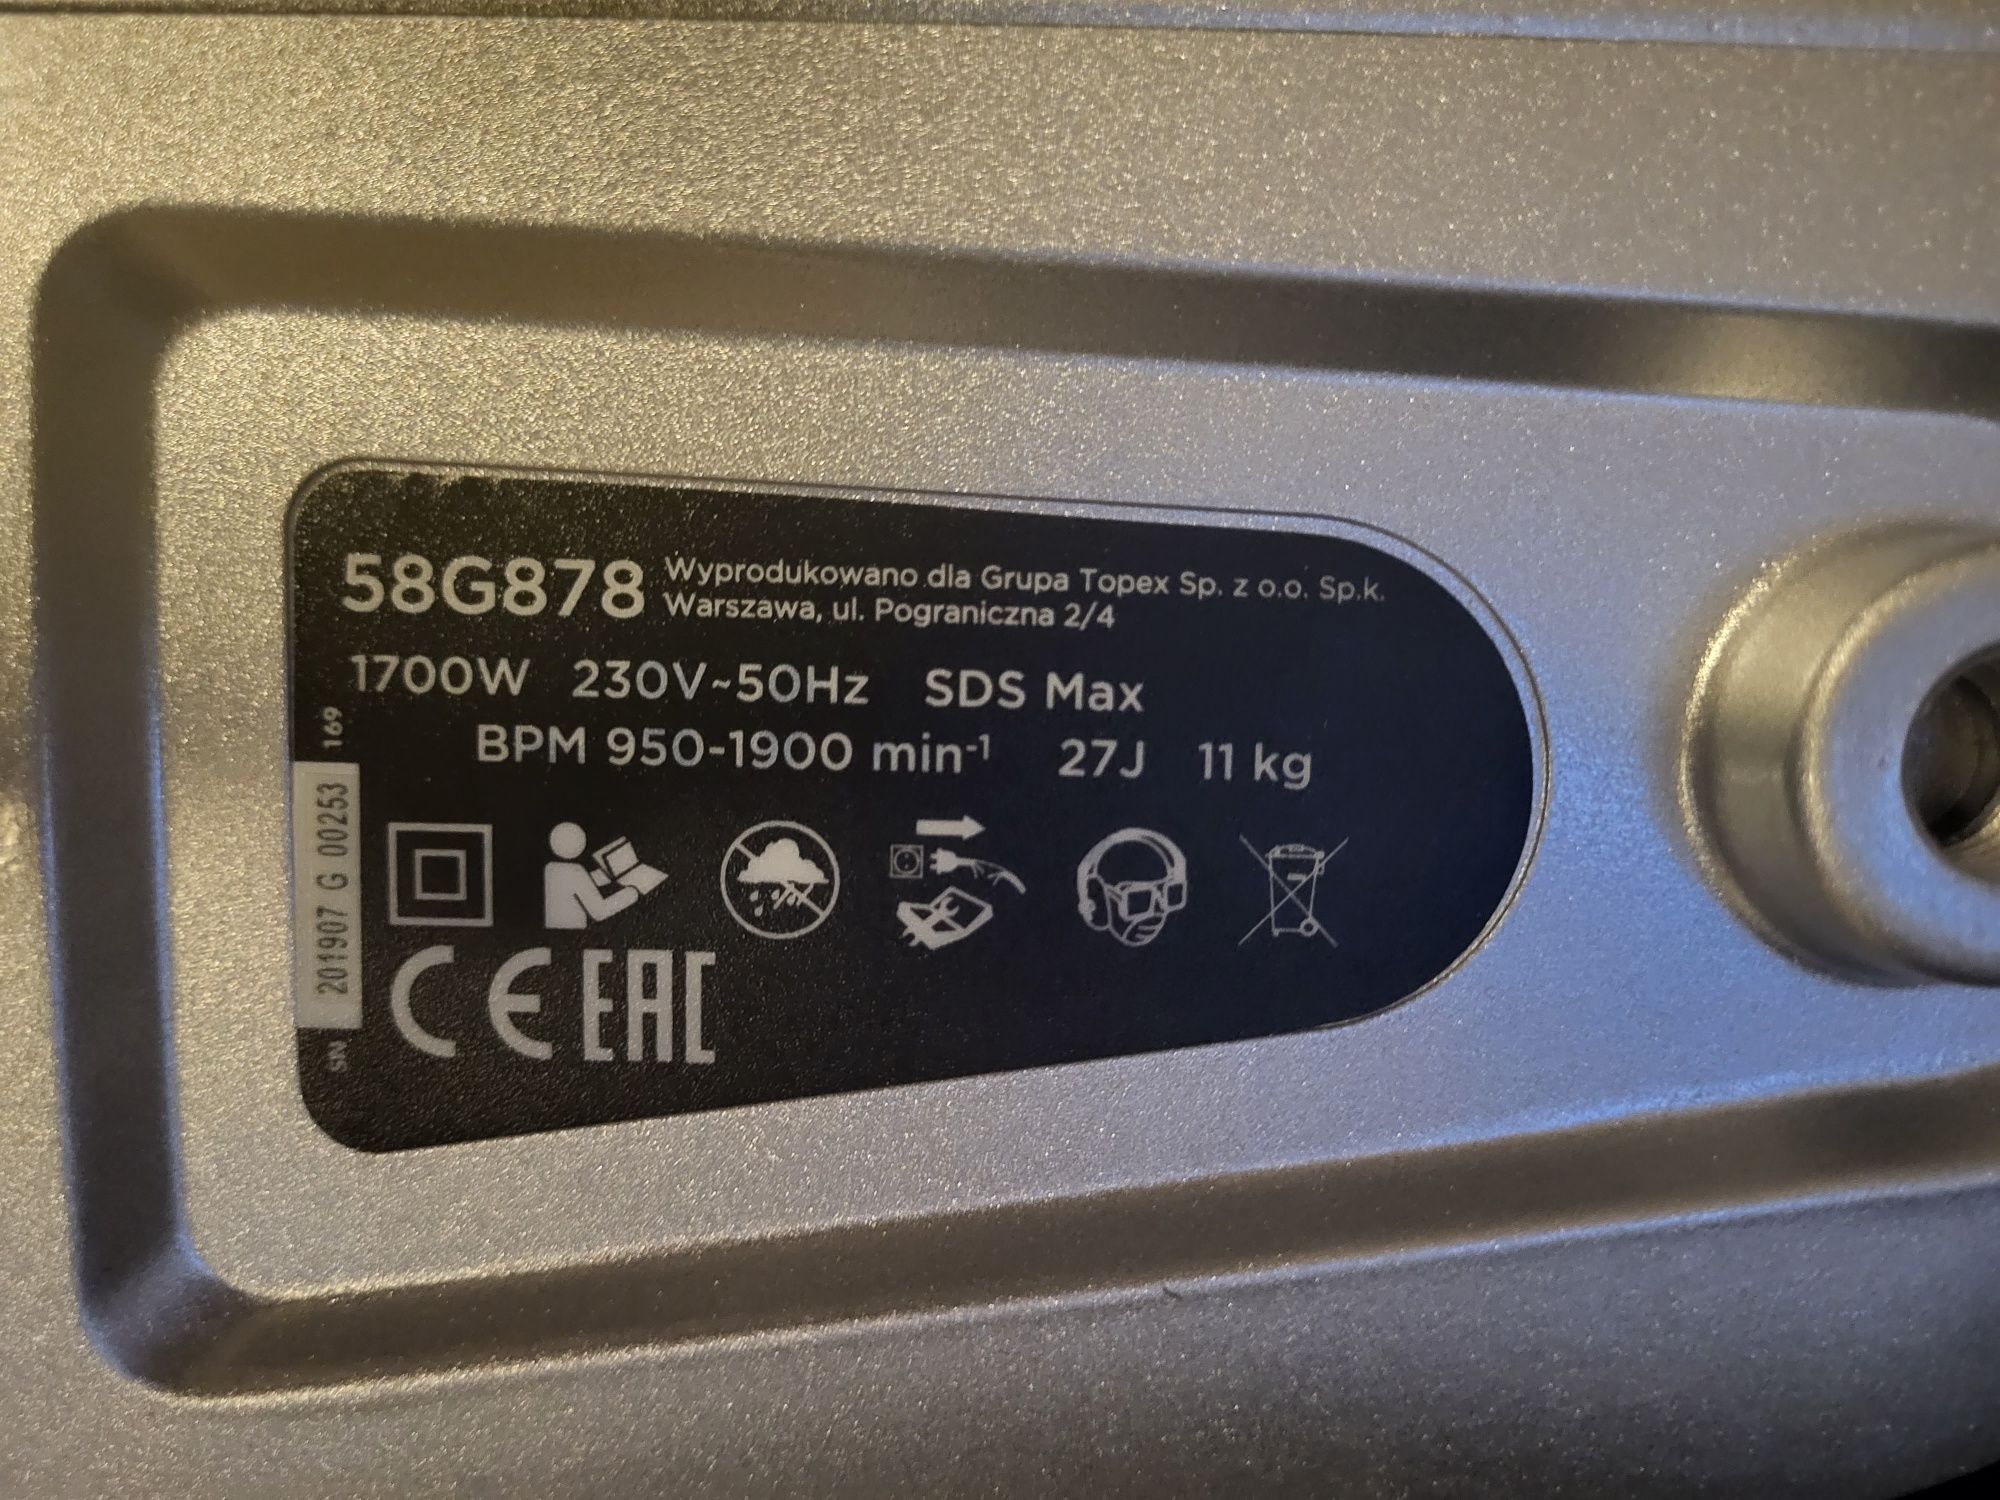 58G878 Wyprodukowano dla Grupa Topex Sp. z o.o. Sp.k.
Warszawa, ul. Pograniczna 2/4
1700W 230V~50Hz SDS Max
BPM 950-1900 min-1 27J 11 kg
SN 201907 G 00253 169
CE EAC